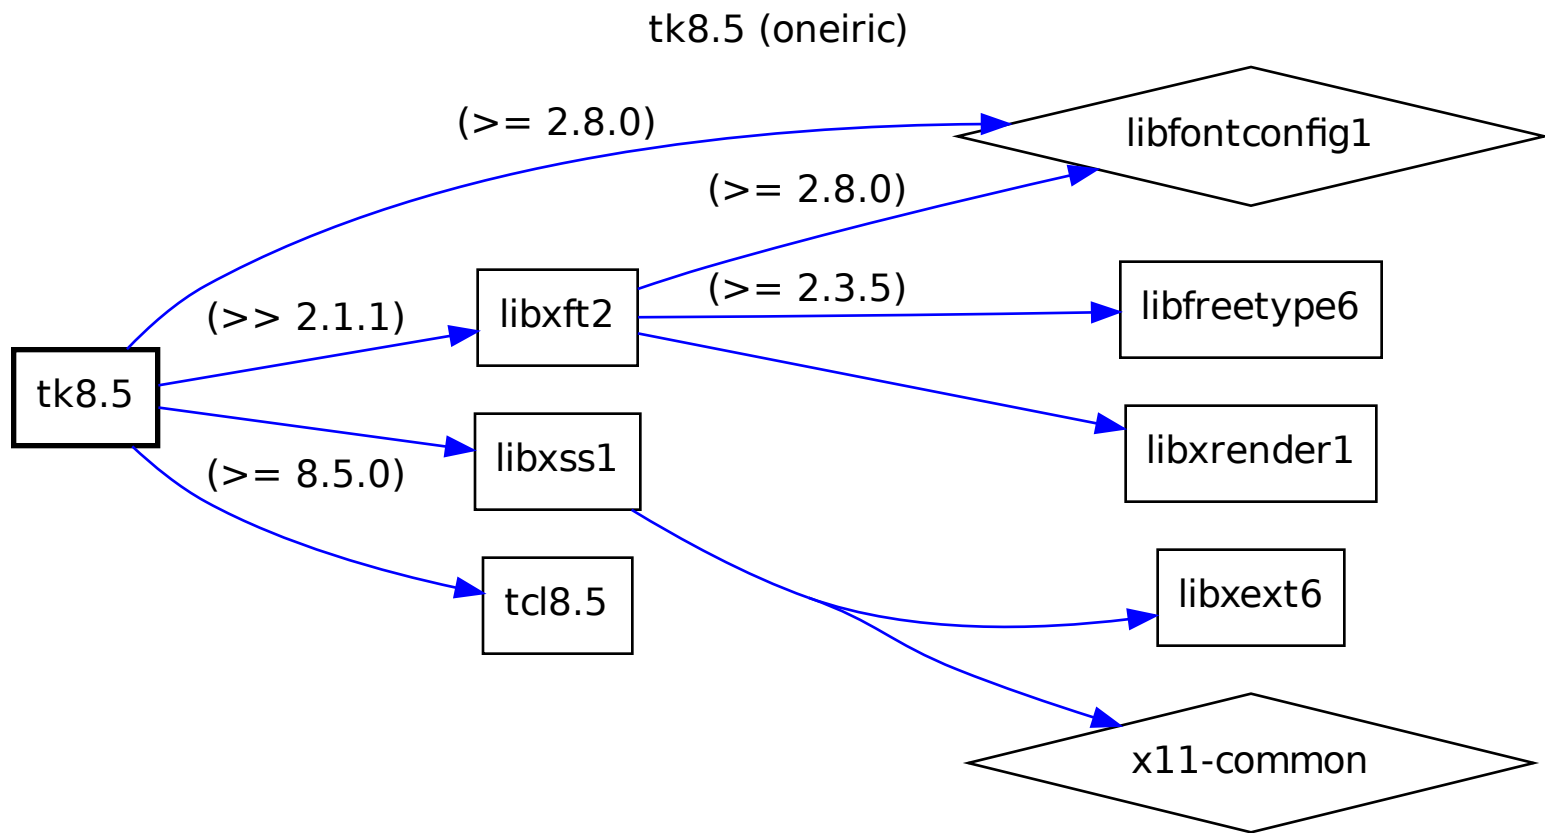 tk8.5 (oneiric)
(>= 2.8.0)
libfontconfig1
(>= 2.8.0)
(>= 2.3.5)
(>> 2.1.1)
libxft2
libfreetype6
tk8.5
libxrender1
libxss1
(>= 8.5.0)
tcl8.5
libxext6
x11-common